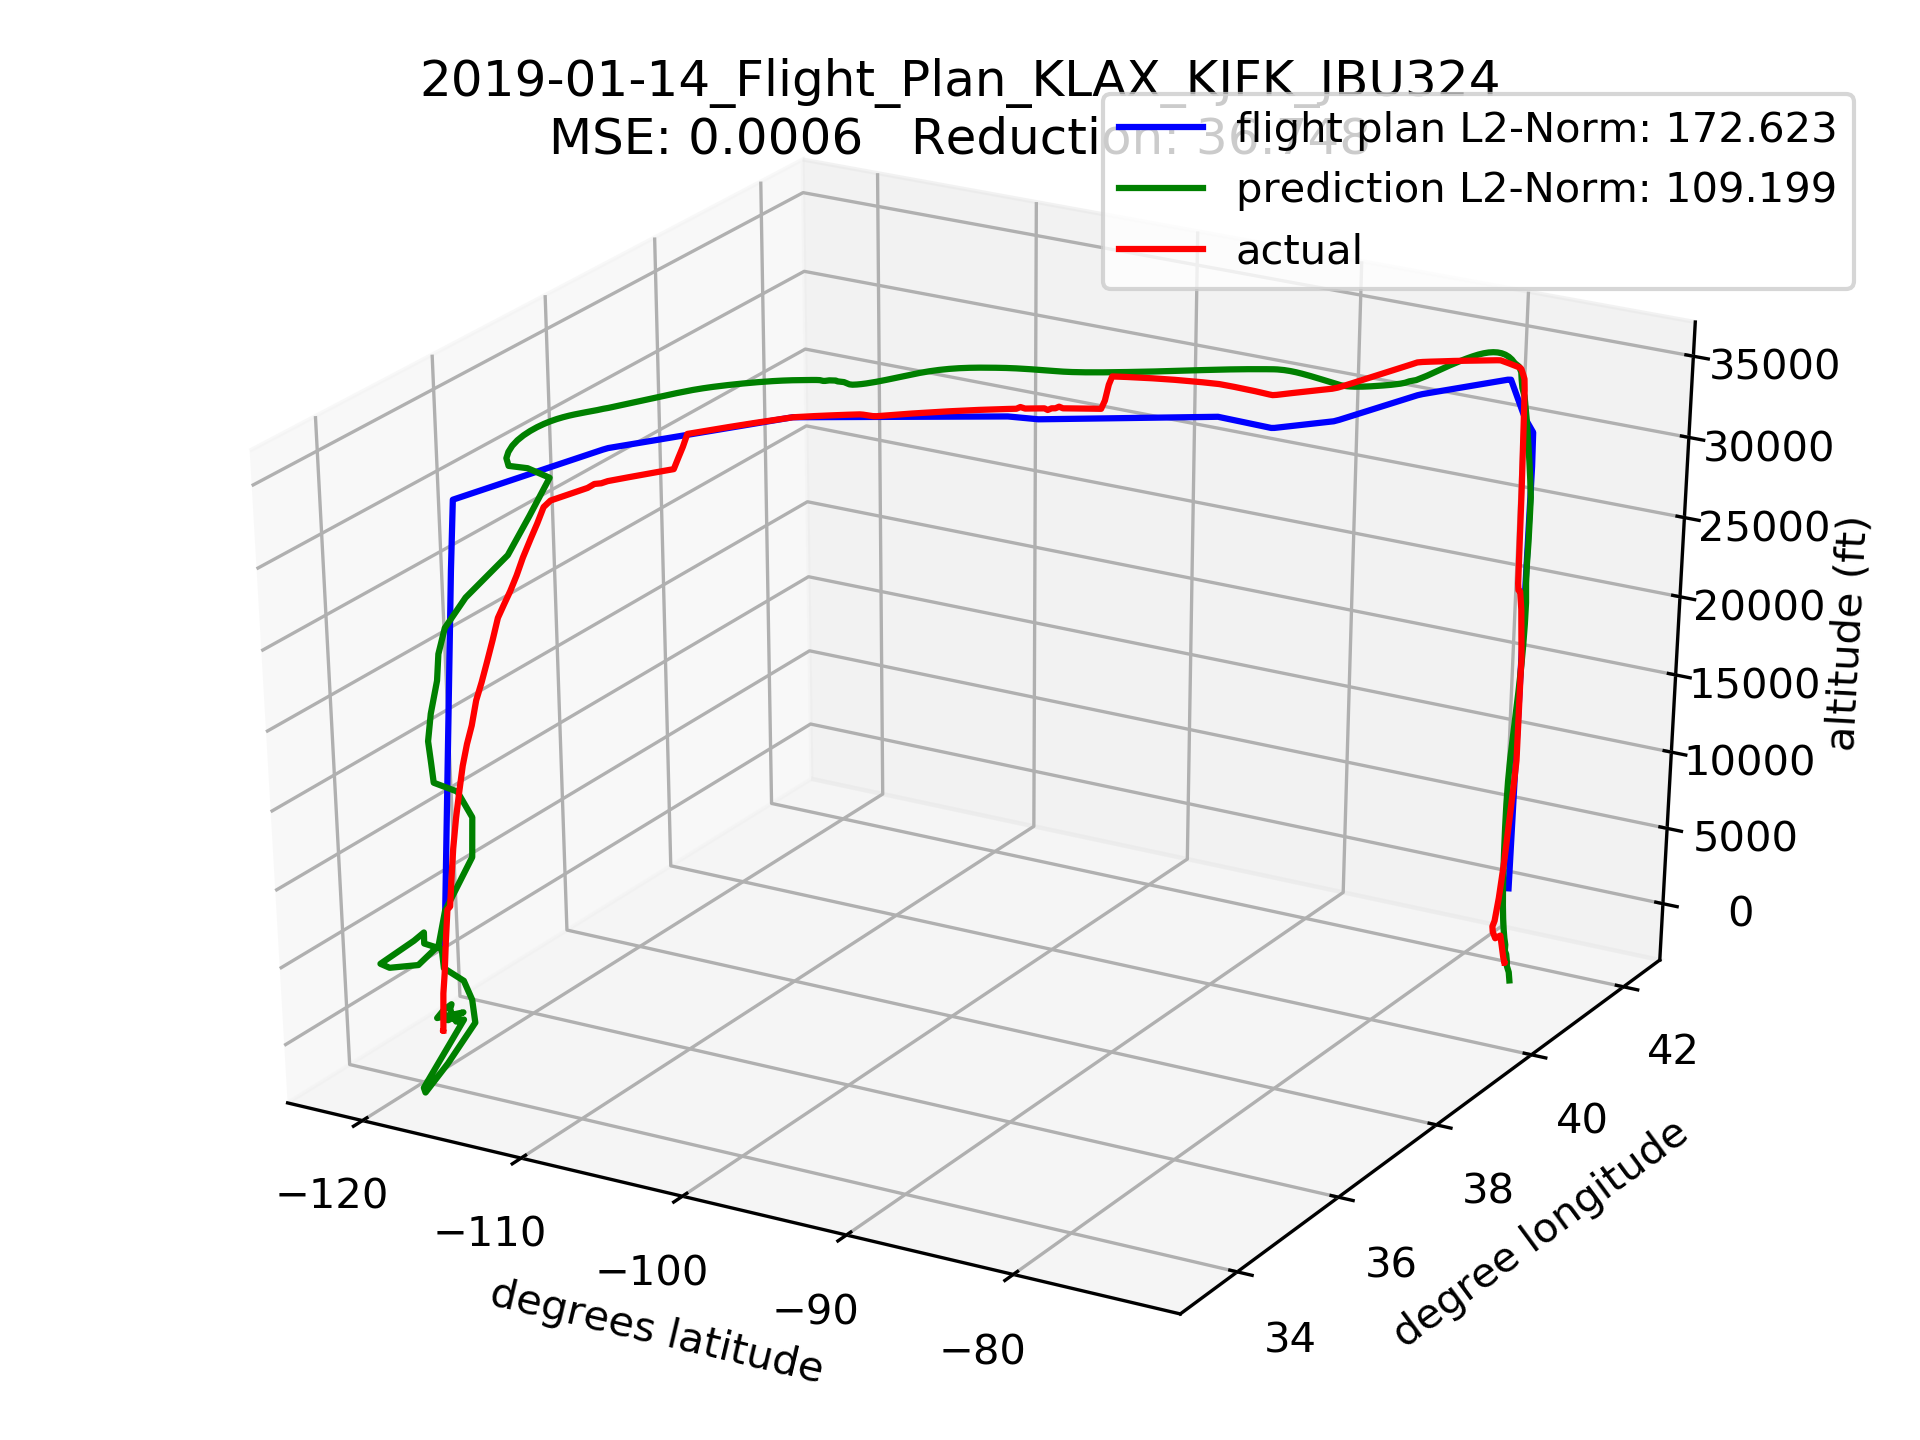 2019-01-14_Flight_Plan_KLAX_KJFK_JBU324
MSE: 0.0006   Reduction: 36.748
flight plan L2-Norm: 172.623
prediction L2-Norm: 109.199
actual
35000
30000
25000
20000
15000
10000
5000
0
altitude (ft)
42
40
38
36
34
degree longitude
−120
−110
−100
−90
−80
degrees latitude